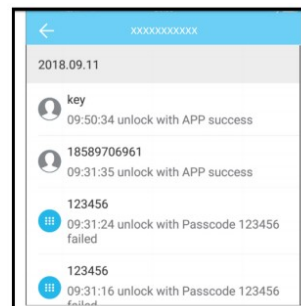 xxxxxxxxxxx
2018.09.11
key
09:50:34 unlock with APP success
18589706961
09:31:35 unlock with APP success
123456
09:31:24 unlock with Passcode 123456
failed
123456
09:31:16 unlock with Passcode 123456
failed